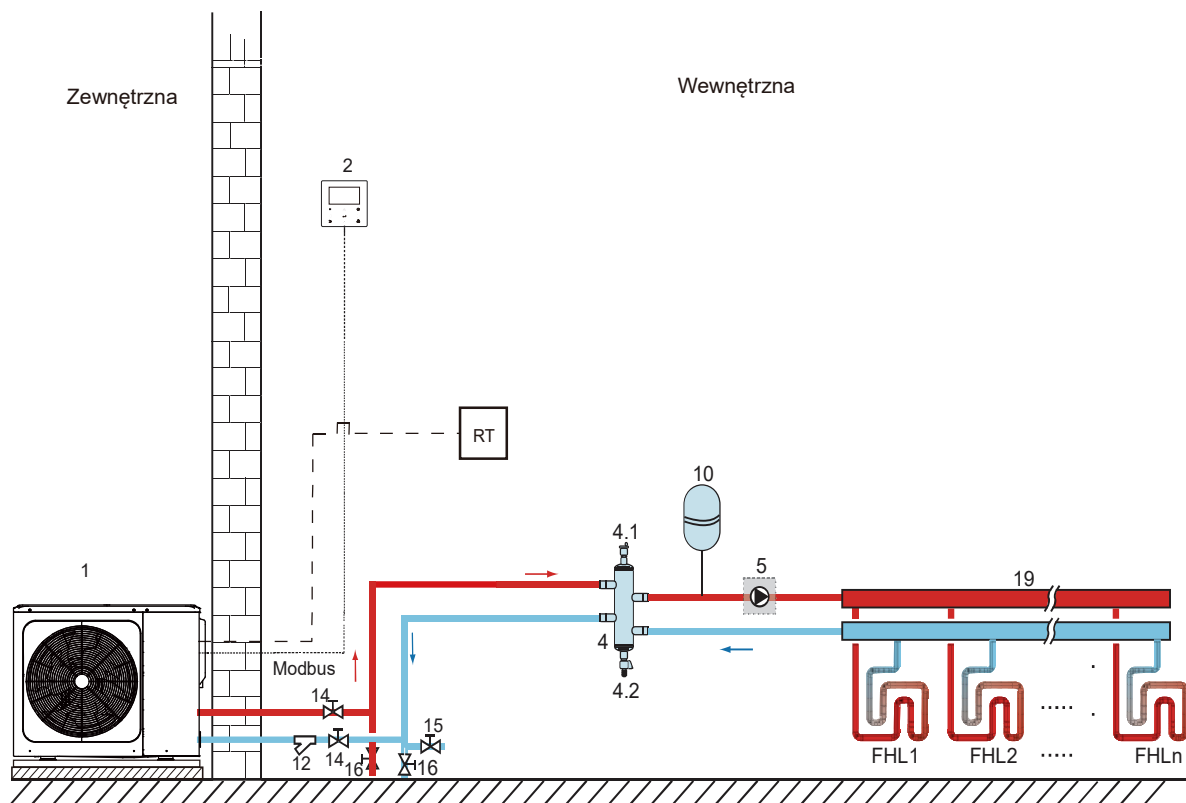 Zewnętrzna
Wewnętrzna
2
RT
10
4.1
5
19
1
4
4.2
Modbus
14
15
12
14
16
16
FHL1
FHL2
.....
.....
.
.
FHLn